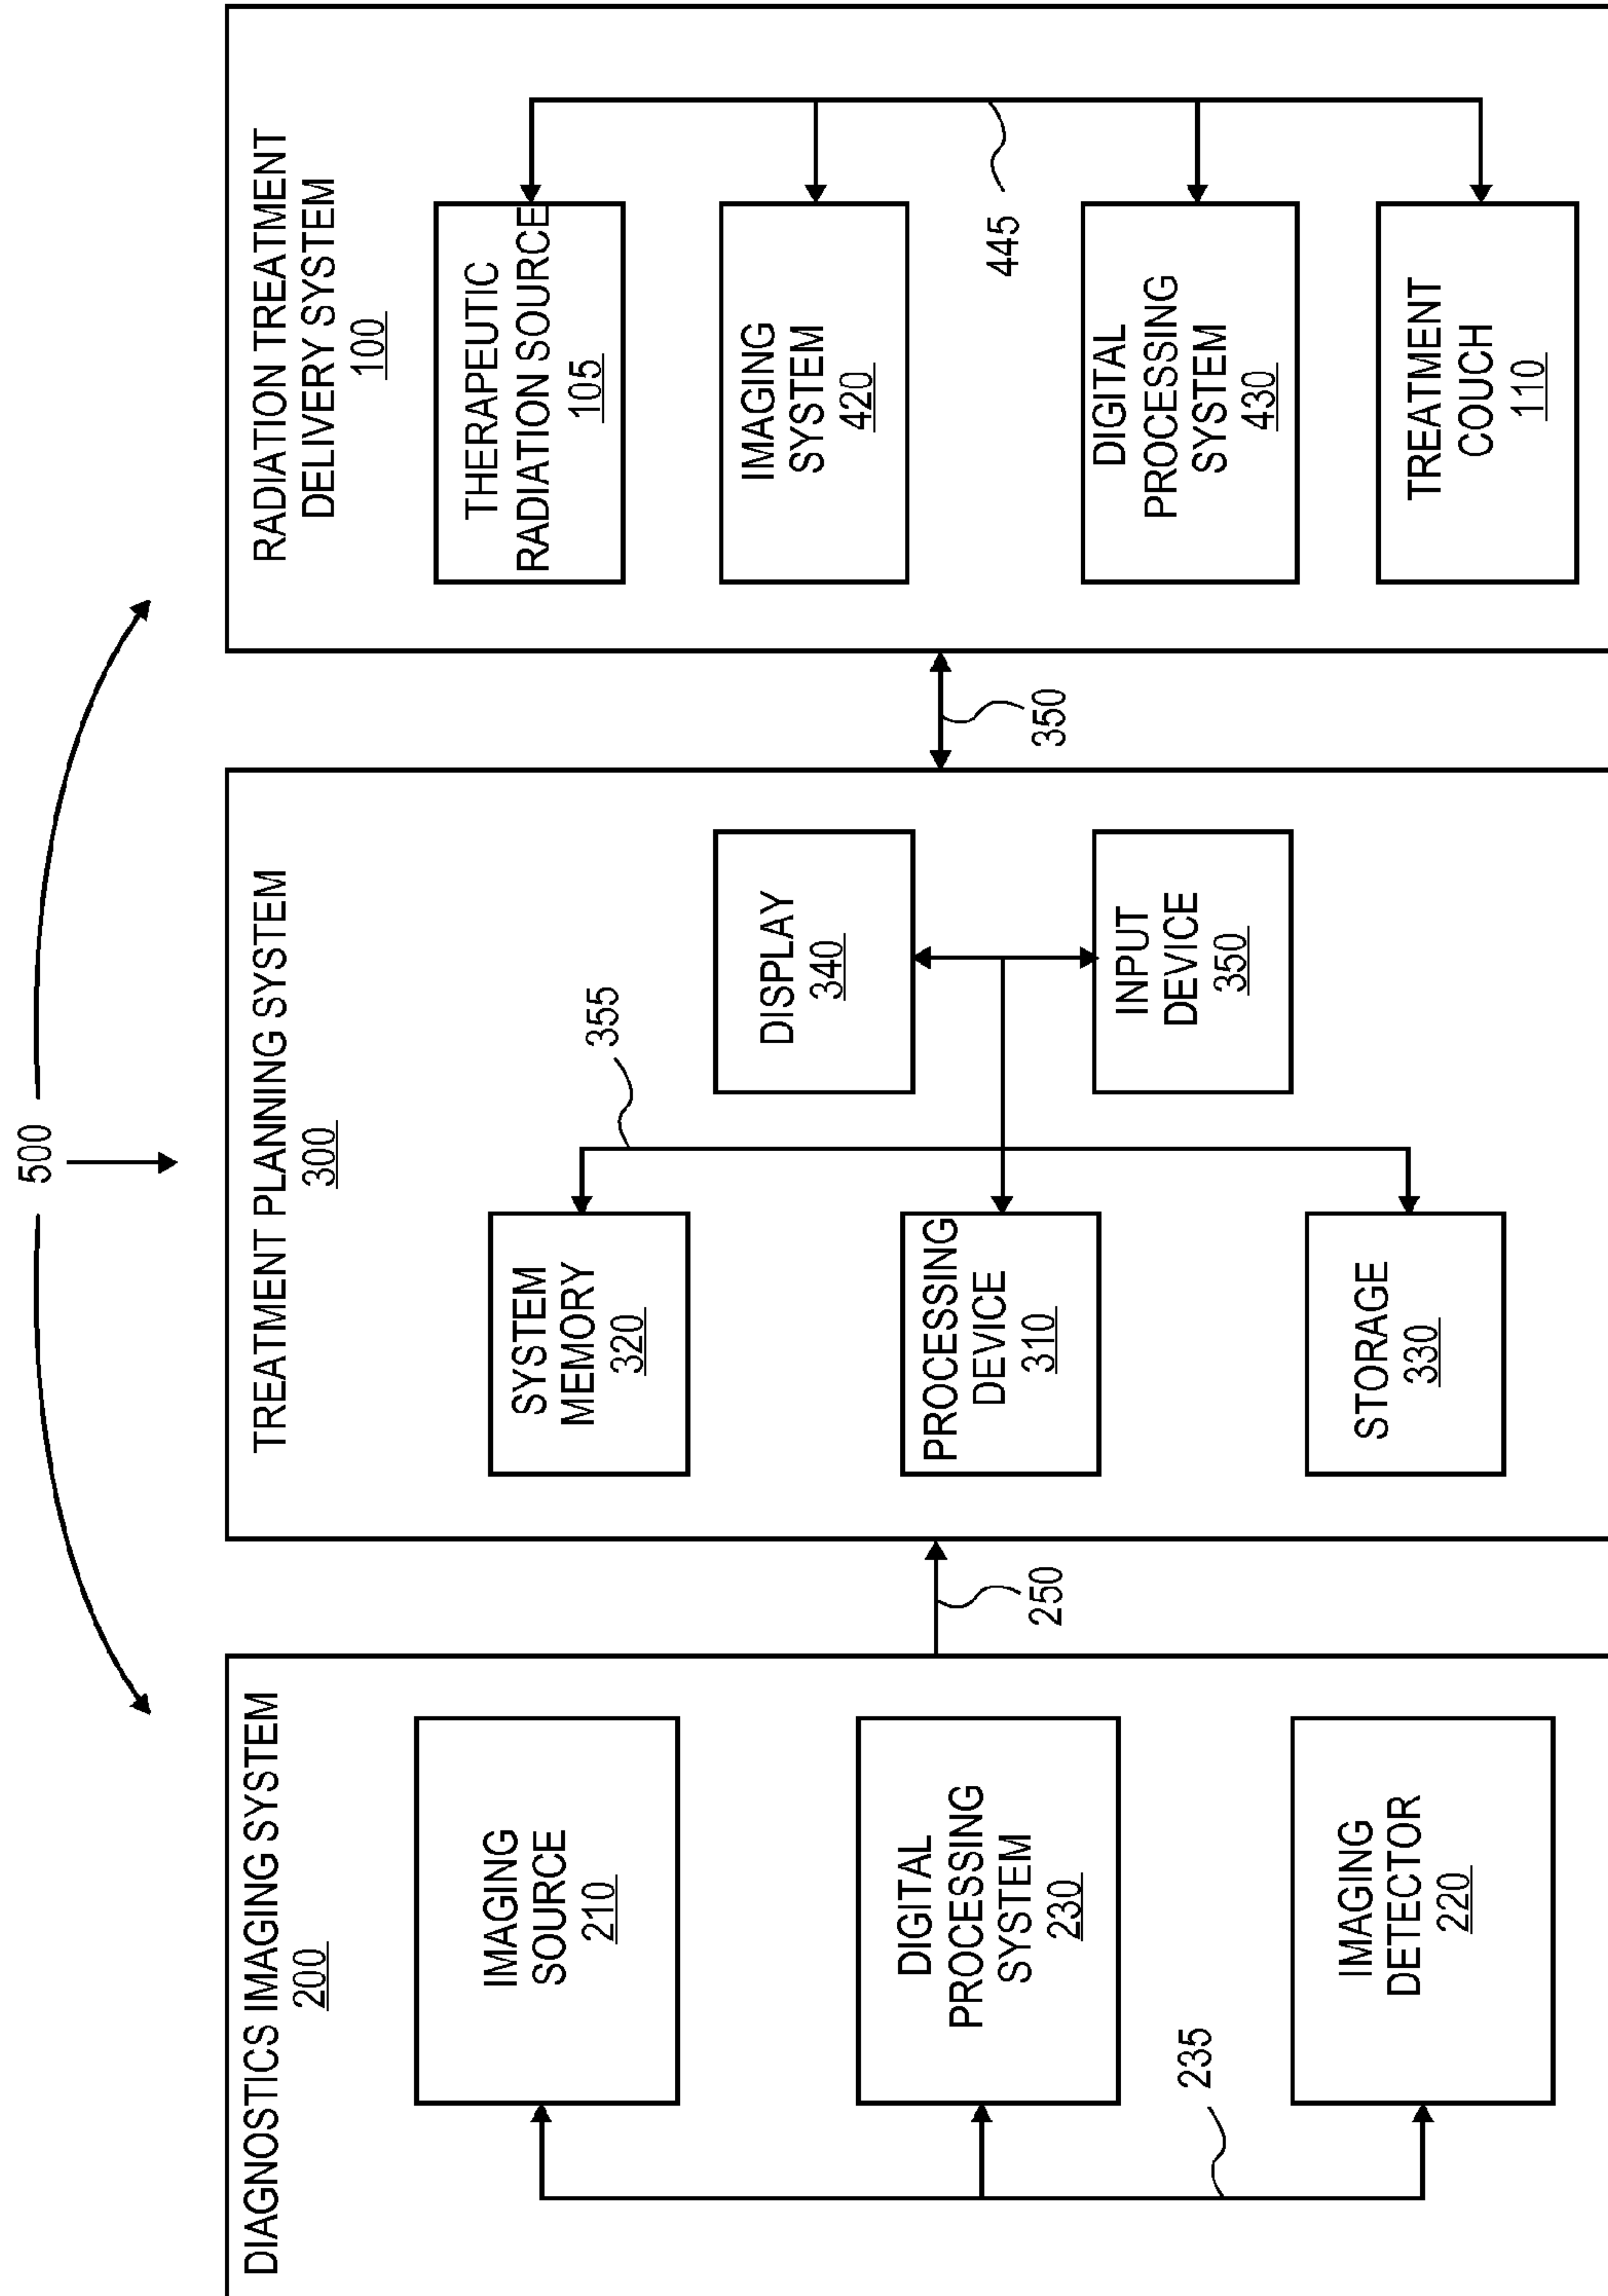 500
DIAGNOSTICS IMAGING SYSTEM
200
IMAGING
SOURCE
210
DIGITAL
PROCESSING
SYSTEM
230
235
IMAGING
DETECTOR
220
250
TREATMENT PLANNING SYSTEM
300
355
SYSTEM
MEMORY
320
PROCESSING
DEVICE
310
STORAGE
330
DISPLAY
340
INPUT
DEVICE
350
350
RADIATION TREATMENT
DELIVERY SYSTEM
100
THERAPEUTIC
RADIATION SOURCE
105
IMAGING
SYSTEM
420
445
DIGITAL
PROCESSING
SYSTEM
430
TREATMENT
COUCH
110